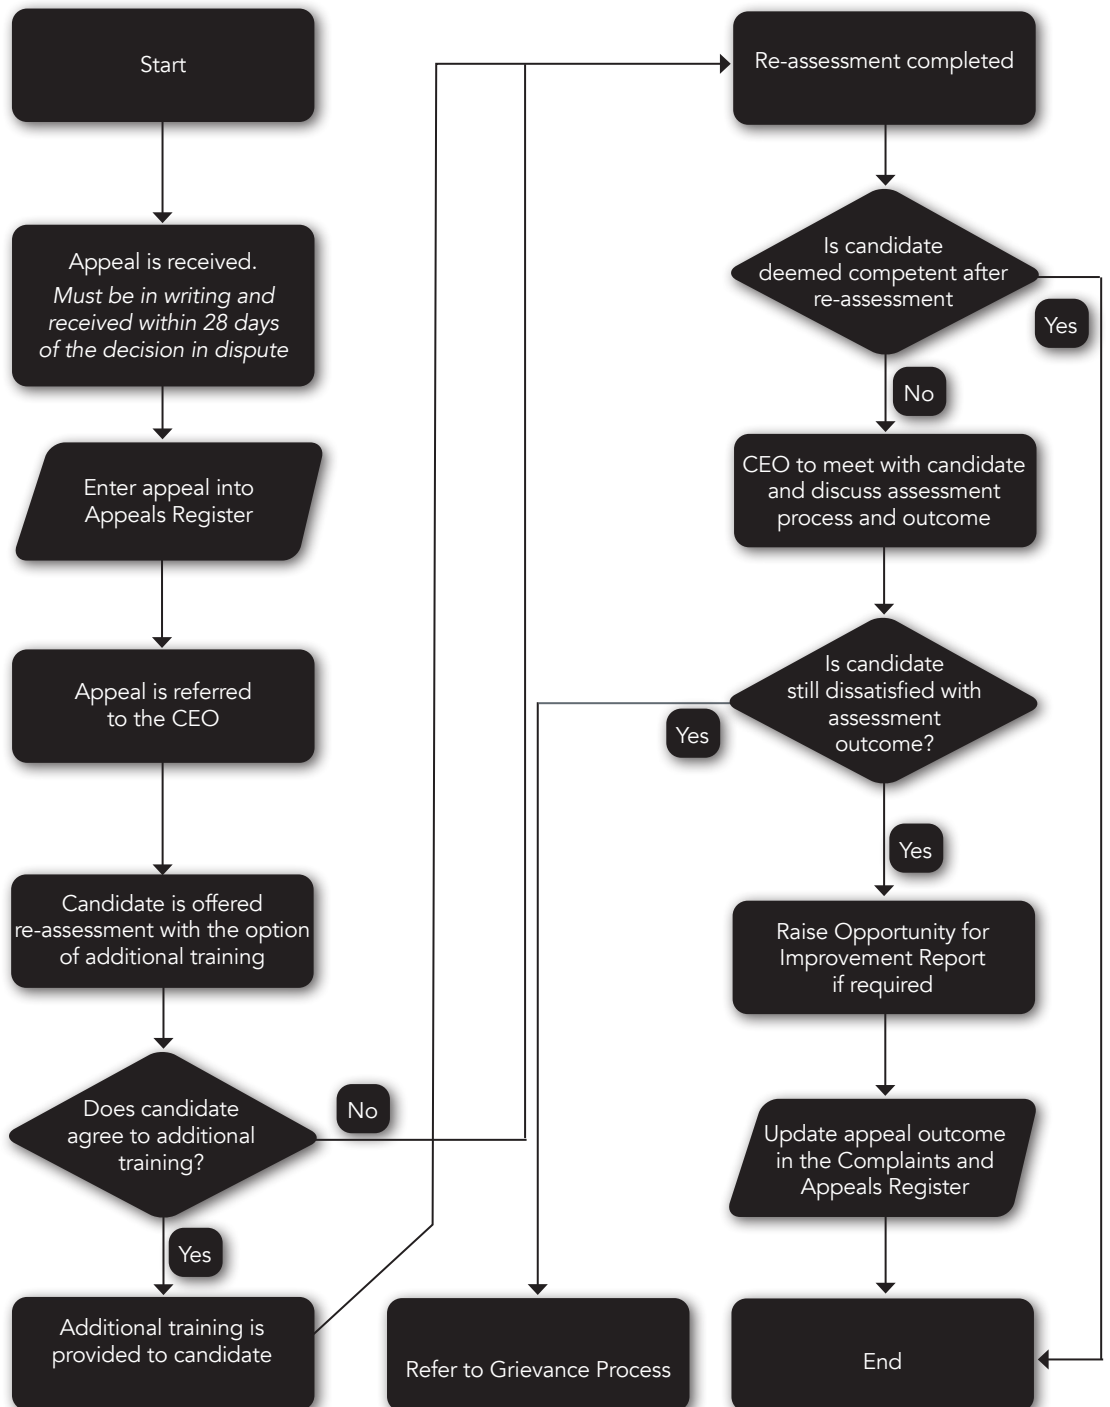 Start
Appeal is received.
Must be in writing and
received within 28 days
of the decision in dispute
Enter appeal into
Appeals Register
Appeal is referred
to the CEO
Candidate is offered
re-assessment with the option
of additional training
Does candidate
agree to additional
training?
No
Yes
Additional training is
provided to candidate
Re-assessment completed
Is candidate
deemed competent after
re-assessment
Yes
No
CEO to meet with candidate
and discuss assessment
process and outcome
Is candidate
still dissatisfied with
assessment
outcome?
Yes
Yes
Refer to Grievance Process
Raise Opportunity for
Improvement Report
if required
Update appeal outcome
in the Complaints and
Appeals Register
End